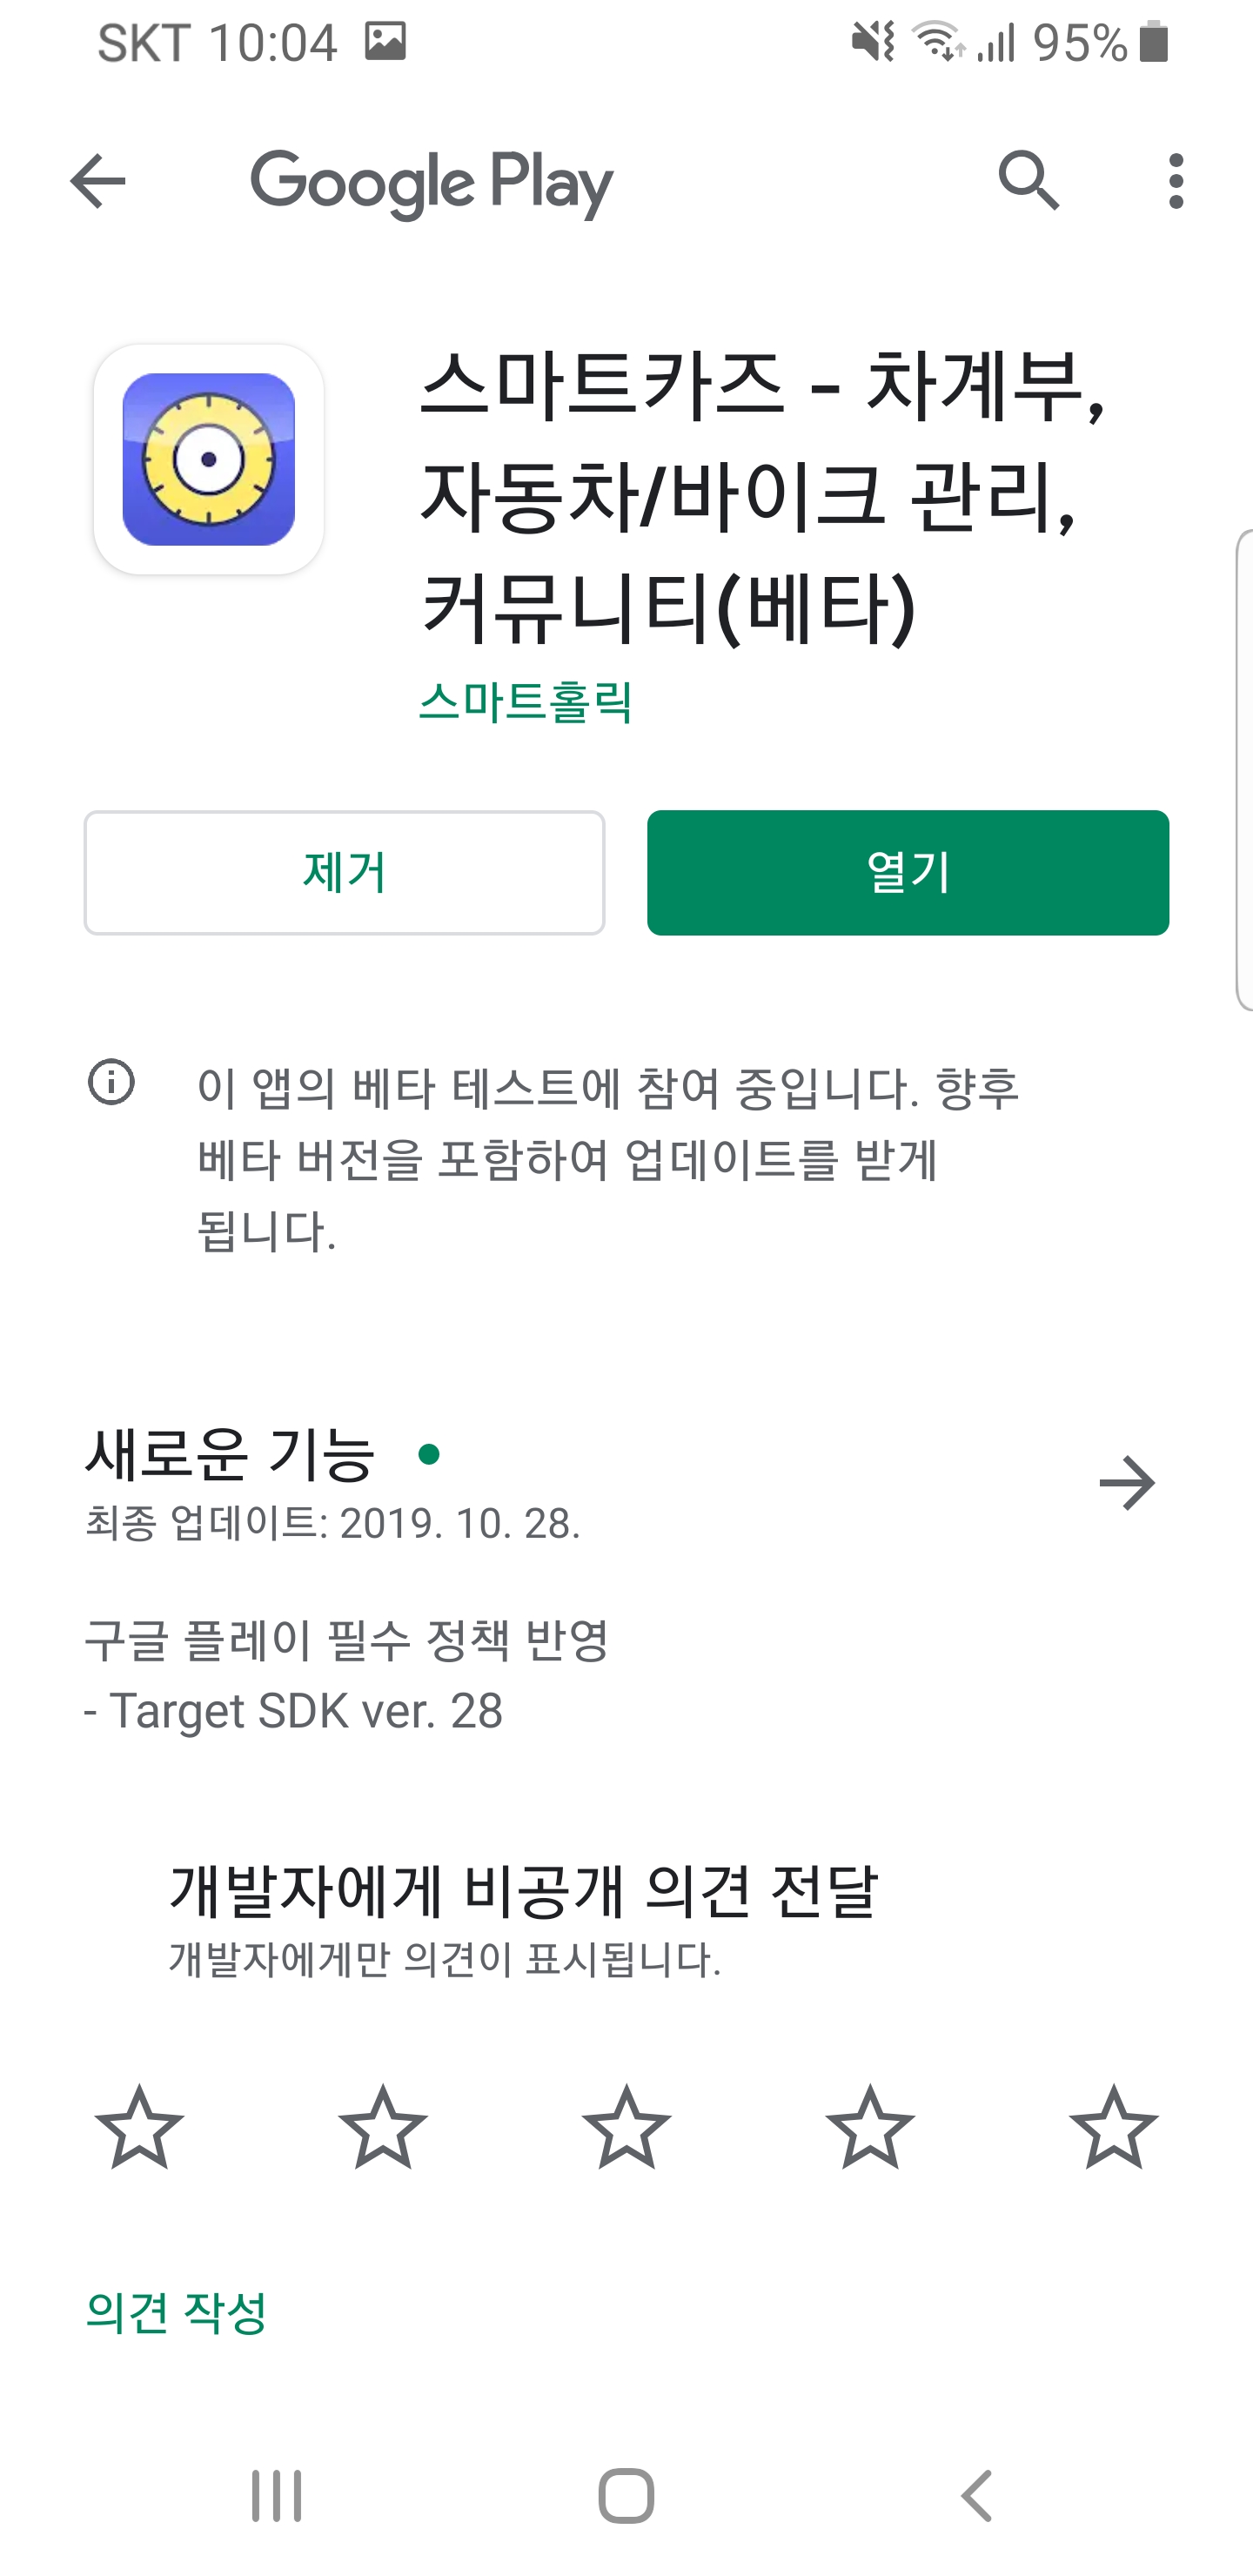 SKT 10:04
95%
Google Play
스마트카즈 - 차계부,
자동차/바이크 관리,
커뮤니티(베타)
스마트홀릭
제거
열기
이 앱의 베타 테스트에 참여 중입니다. 향후
베타 버전을 포함하여 업데이트를 받게
됩니다.
새로운 기능
최종 업데이트: 2019. 10. 28.
구글 플레이 필수 정책 반영
- Target SDK ver. 28
개발자에게 비공개 의견 전달
개발자에게만 의견이 표시됩니다.
의견 작성